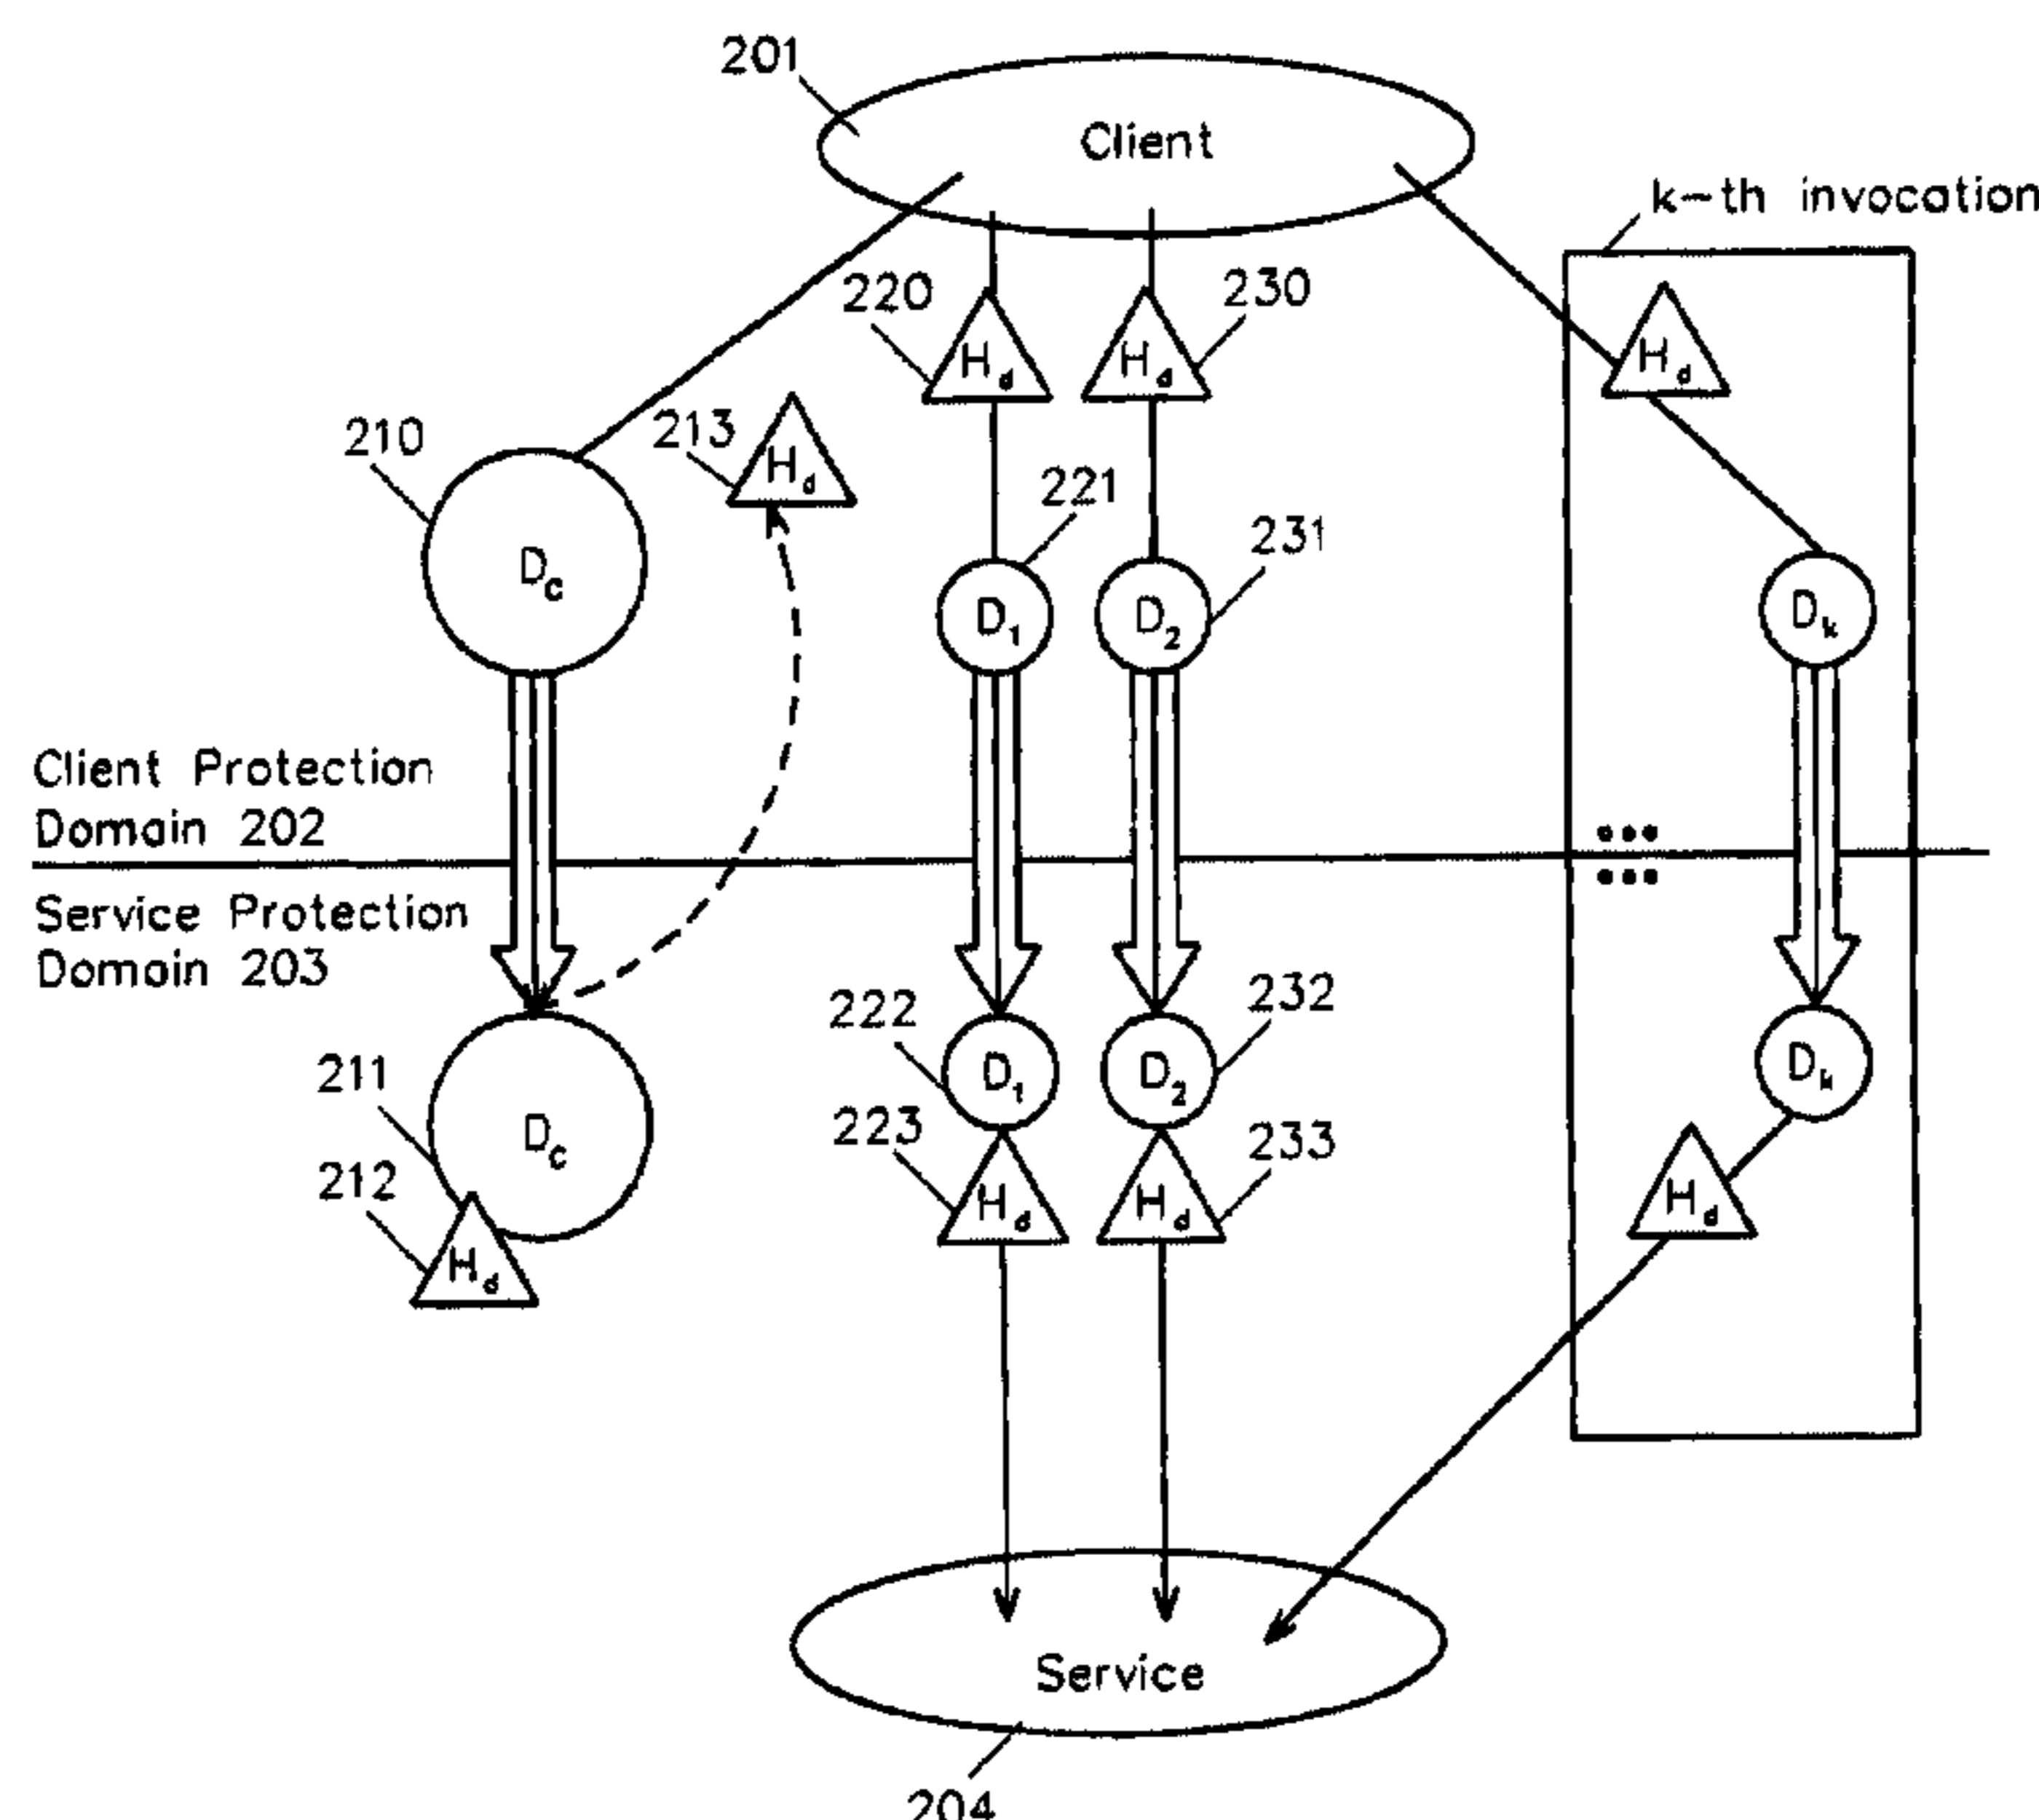 201
Client
k-th invocation
220
230
H_d
H_d
H_d
210
213
H_d
221
231
D_c
D_1
D_2
D_k
Client Protection
Domain 202
•••
Service Protection
Domain 203
•••
222
232
211
D_1
D_2
D_k
212
D_c
223
233
H_d
H_d
H_d
H_d
Service
204